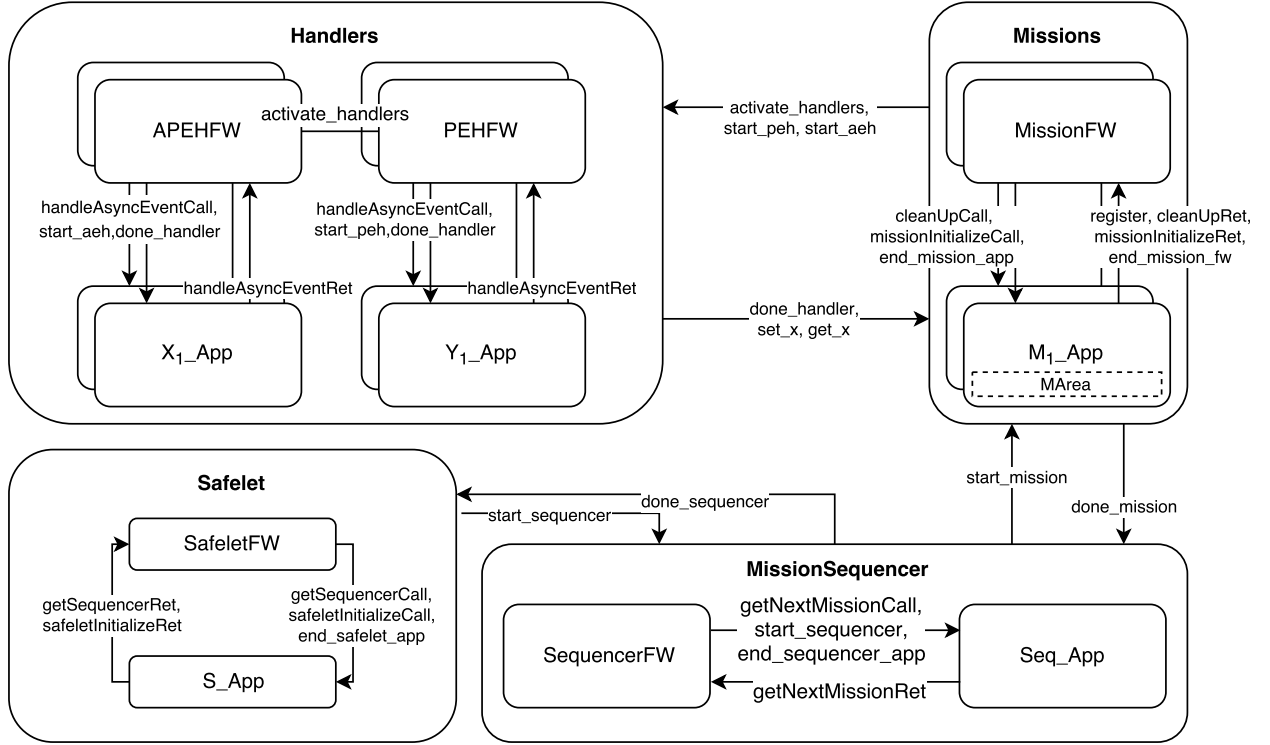 Handlers
APEHFW
activate_handlers
PEHFW
handleAsyncEventCall,
start_aeh,done_handler
handleAsyncEventCall,
start_peh,done_handler
handleAsyncEventRet
handleAsyncEventRet
X1_App
Y1_App
activate_handlers,
start_peh, start_aeh
done_handler,
set_x, get_x
Missions
MissionFW
cleanUpCall,
missionInitializeCall,
end_mission_app
register, cleanUpRet,
missionInitializeRet,
end_mission_fw
M1_App
MArea
start_mission
done_mission
Safelet
SafeletFW
getSequencerRet,
safeletInitializeRet
getSequencerCall,
safeletInitializeCall,
end_safelet_app
S_App
done_sequencer
start_sequencer
MissionSequencer
SequencerFW
getNextMissionCall,
start_sequencer,
end_sequencer_app
getNextMissionRet
Seq_App